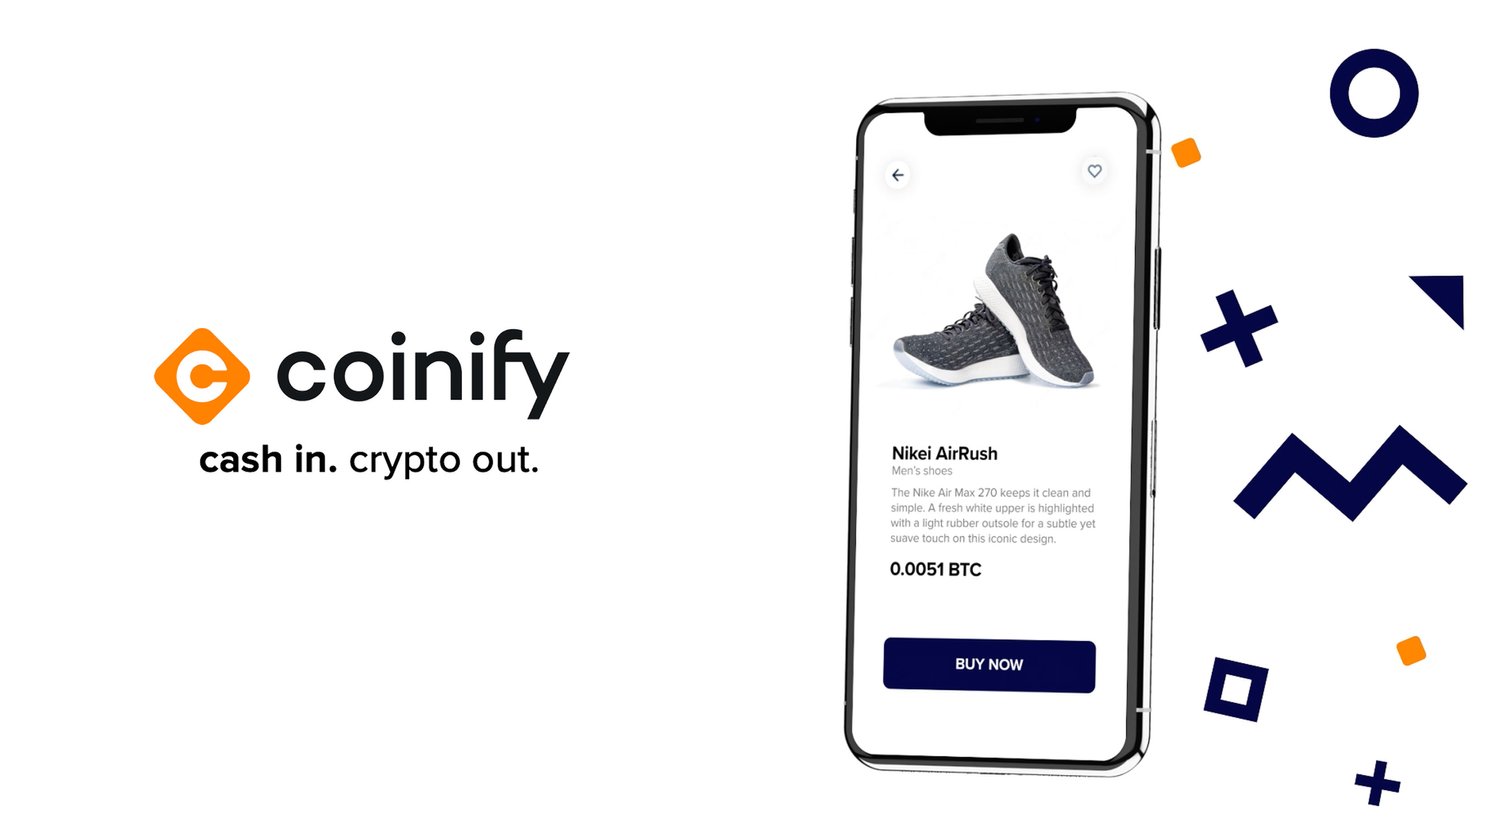 coinify
cash in. crypto out.
Nikei AirRush
Men's shoes
The Nike Air Max 270 keeps it clean and
simple. A fresh white upper is highlighted
with a light rubber outsole for a subtle yet
suave touch on this iconic design.
0.0051 BTC
BUY NOW